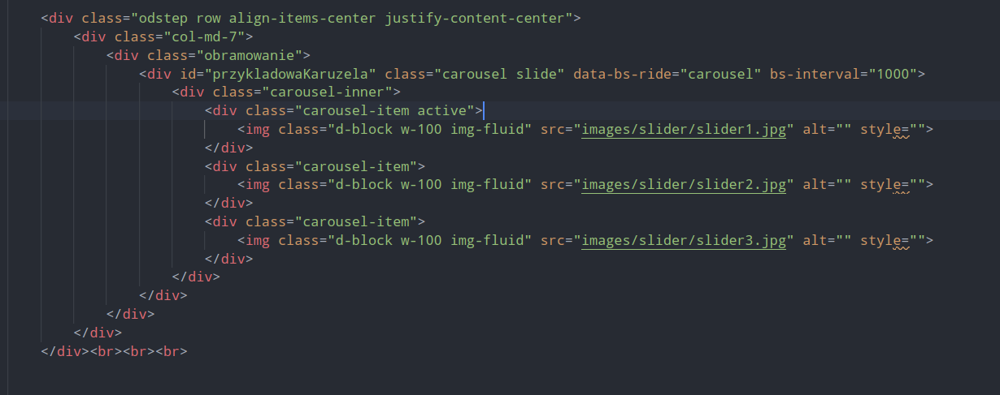 <div class="odstep row align-items-center justify-content-center">
<div class="col-md-7">
<div class="obramowanie">
<div id="przykladowaKaruzela" class="carousel slide" data-bs-ride="carousel" bs-interval="1000">
<div class="carousel-inner">
<div class="carousel-item active">
<img class="d-block w-100 img-fluid" src="images/slider/slider1.jpg" alt="" style="">
</div>
<div class="carousel-item">
<img class="d-block w-100 img-fluid" src="images/slider/slider2.jpg" alt="" style="">
</div>
<div class="carousel-item">
<img class="d-block w-100 img-fluid" src="images/slider/slider3.jpg" alt="" style="">
</div>
</div>
</div>
</div>
</div>
</div><br><br><br>